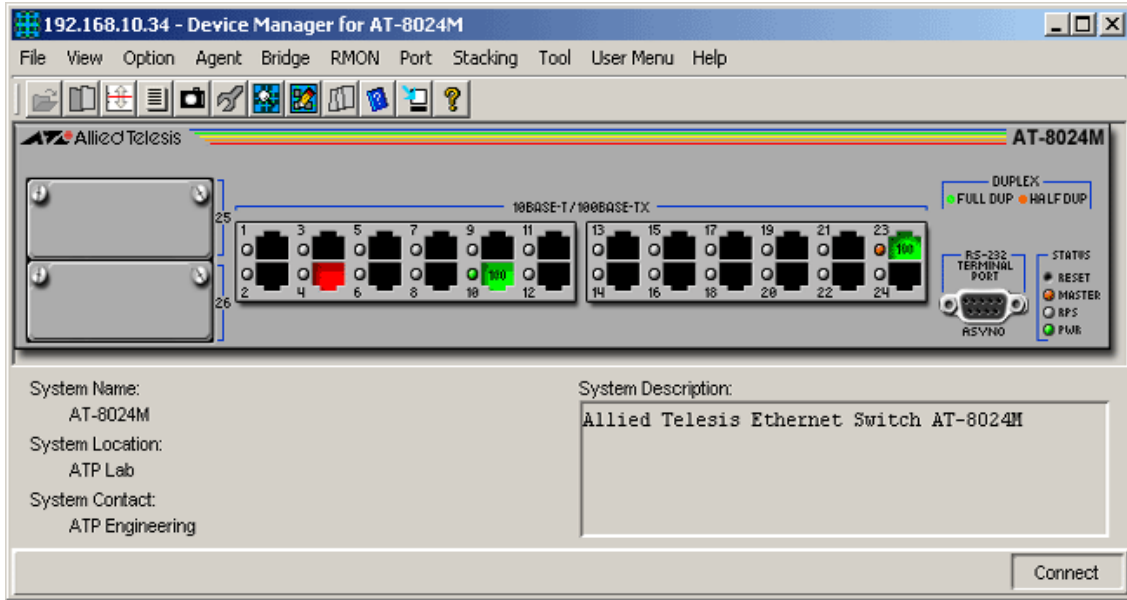 192.168.10.34 - Device Manager for AT-8024M
File View Option Agent Bridge RMON Port Stacking Tool User Menu Help
Allied Telesis
AT-8024M
DUPLEX
FULL DUP HALF DUP
10BASE-T/100BASE-TX
25
1 3 5 7 9 11 13 15 17 19 21 23
100
100
26
2 4 6 8 10 12 14 16 18 20 22 24
RS-232
TERMINAL
PORT
ASYNO
STATUS
RESET
MASTER
RPS
PWR
System Name:
AT-8024M
System Location:
ATP Lab
System Contact:
ATP Engineering
System Description:
Allied Telesis Ethernet Switch AT-8024M
Connect